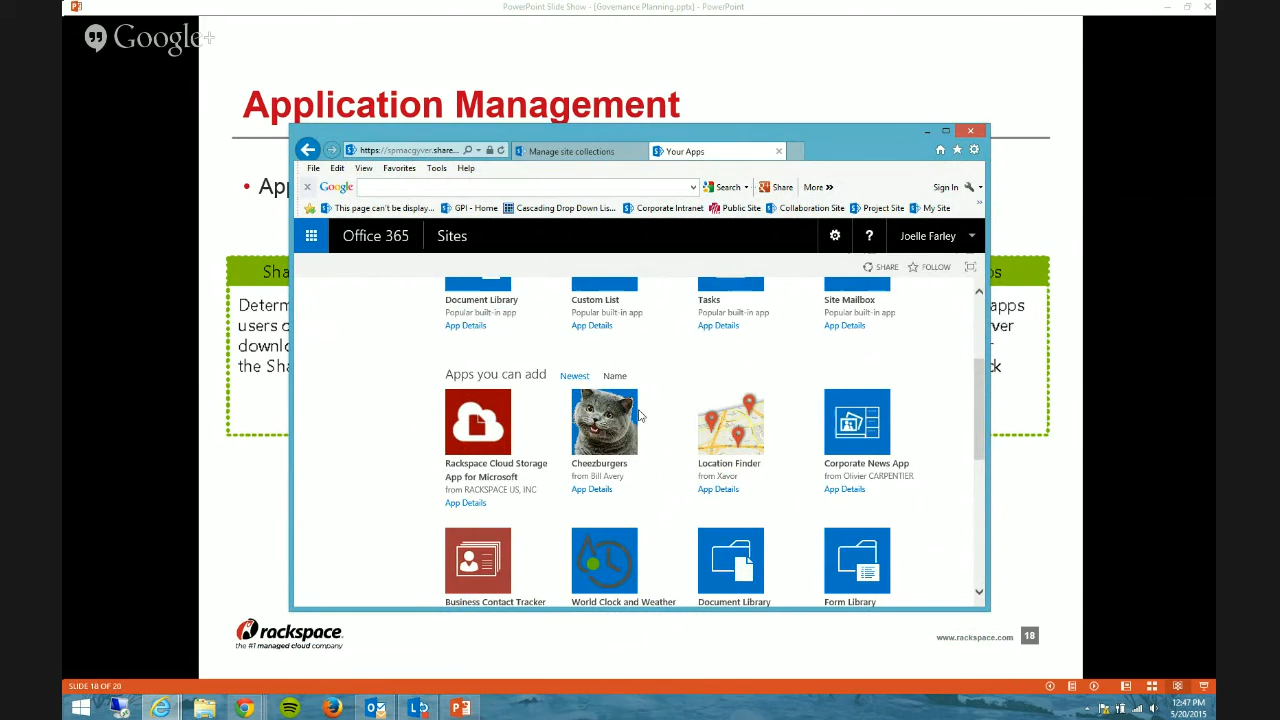 PowerPoint Slide Show - [Governance Planning.pptx] - PowerPoint
Google+
Application Management
https://spmacgyver.share...
Manage site collections
Your Apps
File Edit View Favorites Tools Help
Google
Search
Share
More »
Sign In
This page can't be display...
GPI - Home
Cascading Drop Down Lis...
Corporate Intranet
Public Site
Collaboration Site
Project Site
My Site
Office 365
Sites
?
Joelle Farley
SHARE
FOLLOW
Document Library
Custom List
Tasks
Site Mailbox
Popular built-in app
Popular built-in app
Popular built-in app
Popular built-in app
App Details
App Details
App Details
App Details
Apps you can add
Newest
Name
Rackspace Cloud Storage
App for Microsoft
from RACKSPACE US, INC
App Details
Cheezburgers
from Bill Avery
App Details
Location Finder
from Xavor
App Details
Corporate News App
from Olivier CARPENTIER
App Details
Business Contact Tracker
World Clock and Weather
Document Library
Form Library
apps
the
rackspace
the #1 managed cloud company
www.rackspace.com
18
SLIDE 18 OF 20
12:47 PM
5/20/2015